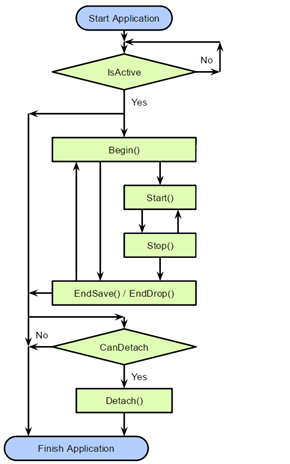 Start Application
No
IsActive
Yes
Begin()
Start()
Stop()
EndSave() / EndDrop()
No
CanDetach
Yes
Detach()
Finish Application